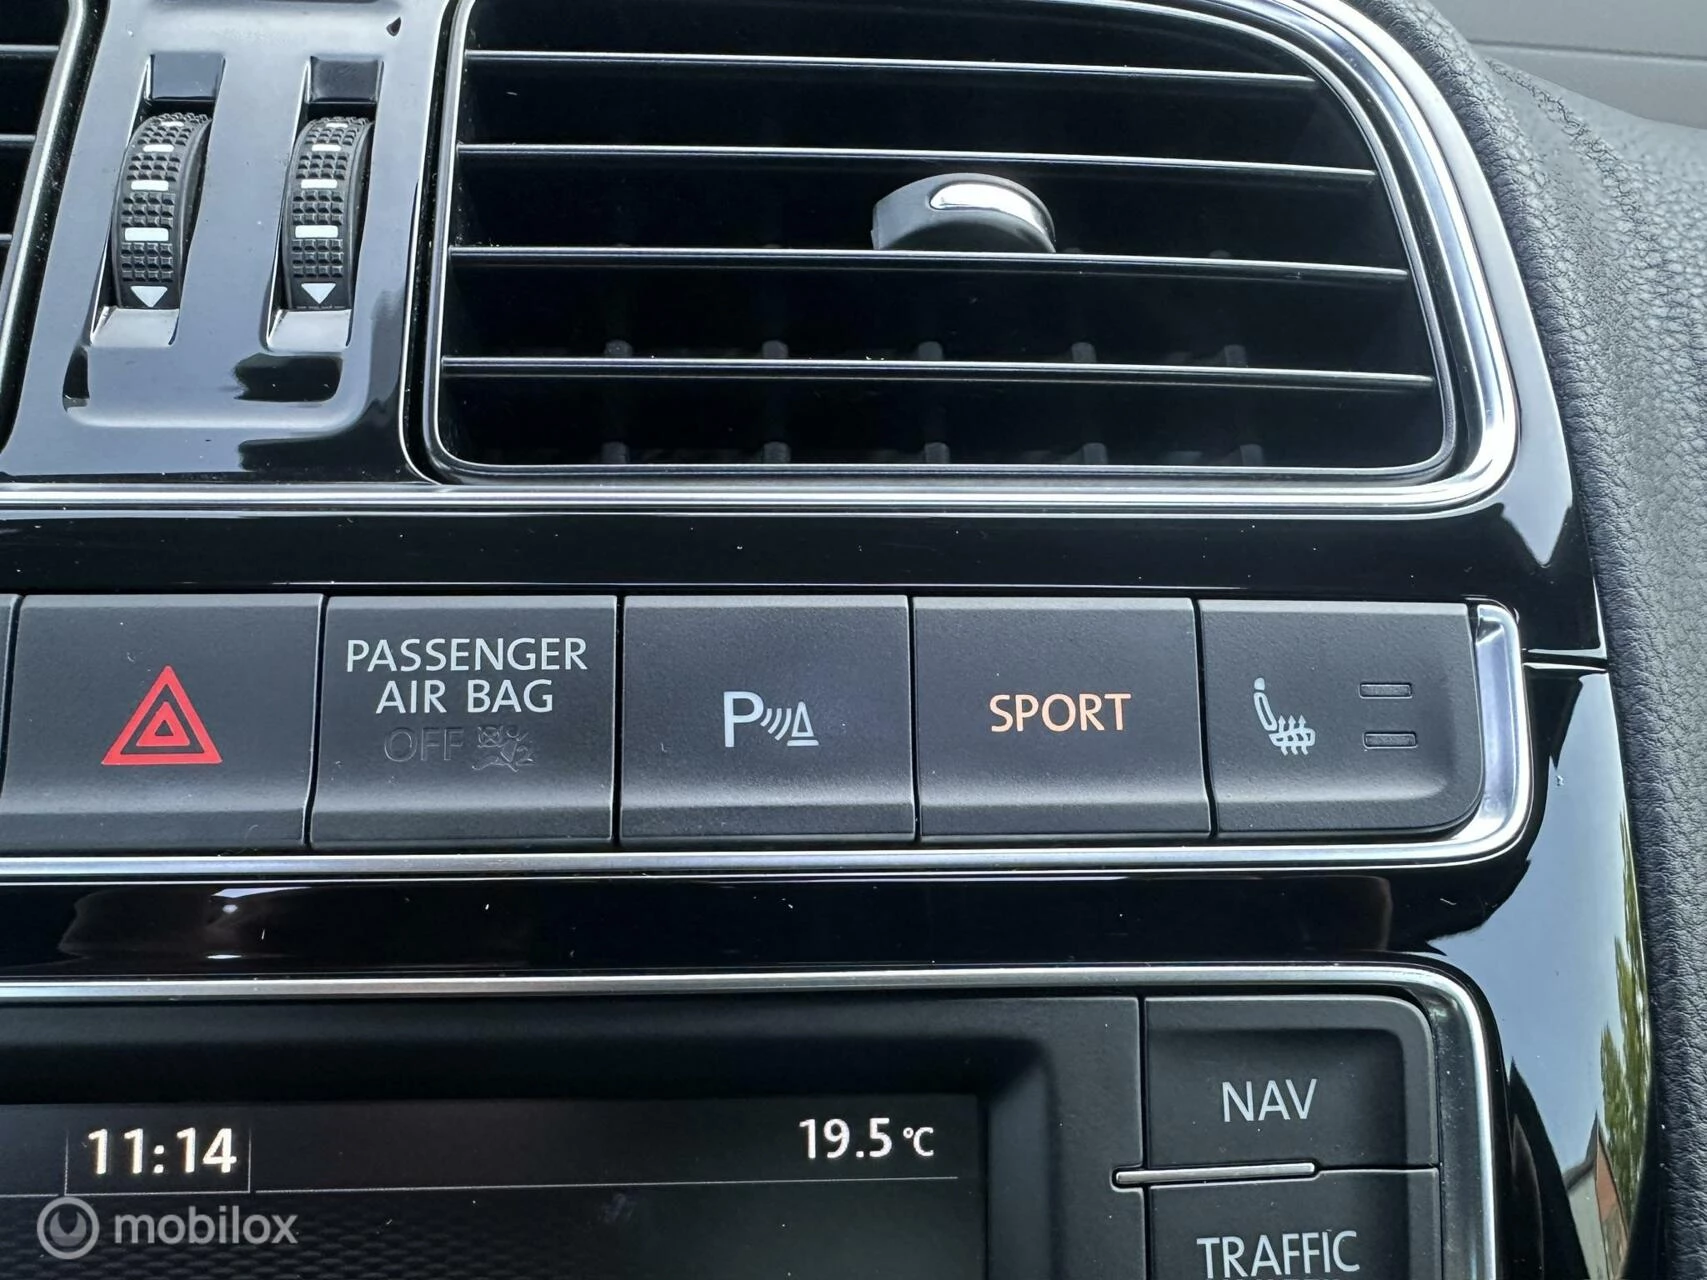 PASSENGER
AIR BAG
OFF
P
SPORT
NAV
11:14
19.5 °C
TRAFFIC
mobilox